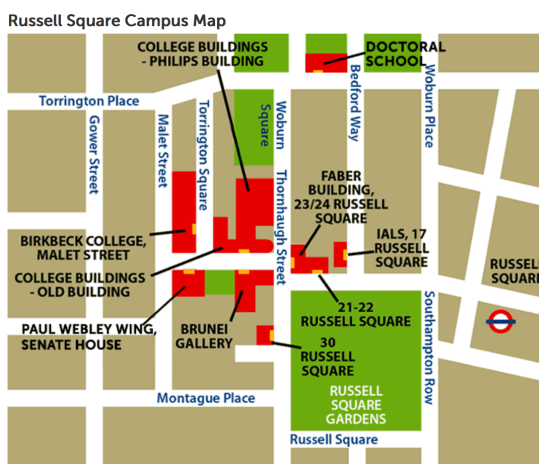 Russell Square Campus Map
COLLEGE BUILDINGS
- PHILIPS BUILDING
DOCTORAL
SCHOOL
Torrington Place
Gower Street
Malet Street
Torrington Square
Woburn
Square
Thornhaugh Street
Bedford Way
Woburn Place
FABER
BUILDING,
23/24 RUSSELL
SQUARE
IALS, 17
RUSSELL
SQUARE
RUSSELL
SQUARE
BIRKBECK COLLEGE,
MALET STREET
COLLEGE BUILDINGS
- OLD BUILDING
21-22
RUSSELL SQUARE
PAUL WEBLEY WING,
SENATE HOUSE
BRUNEI
GALLERY
30
RUSSELL
SQUARE
Southampton Row
Montague Place
RUSSELL
SQUARE
GARDENS
Russell Square